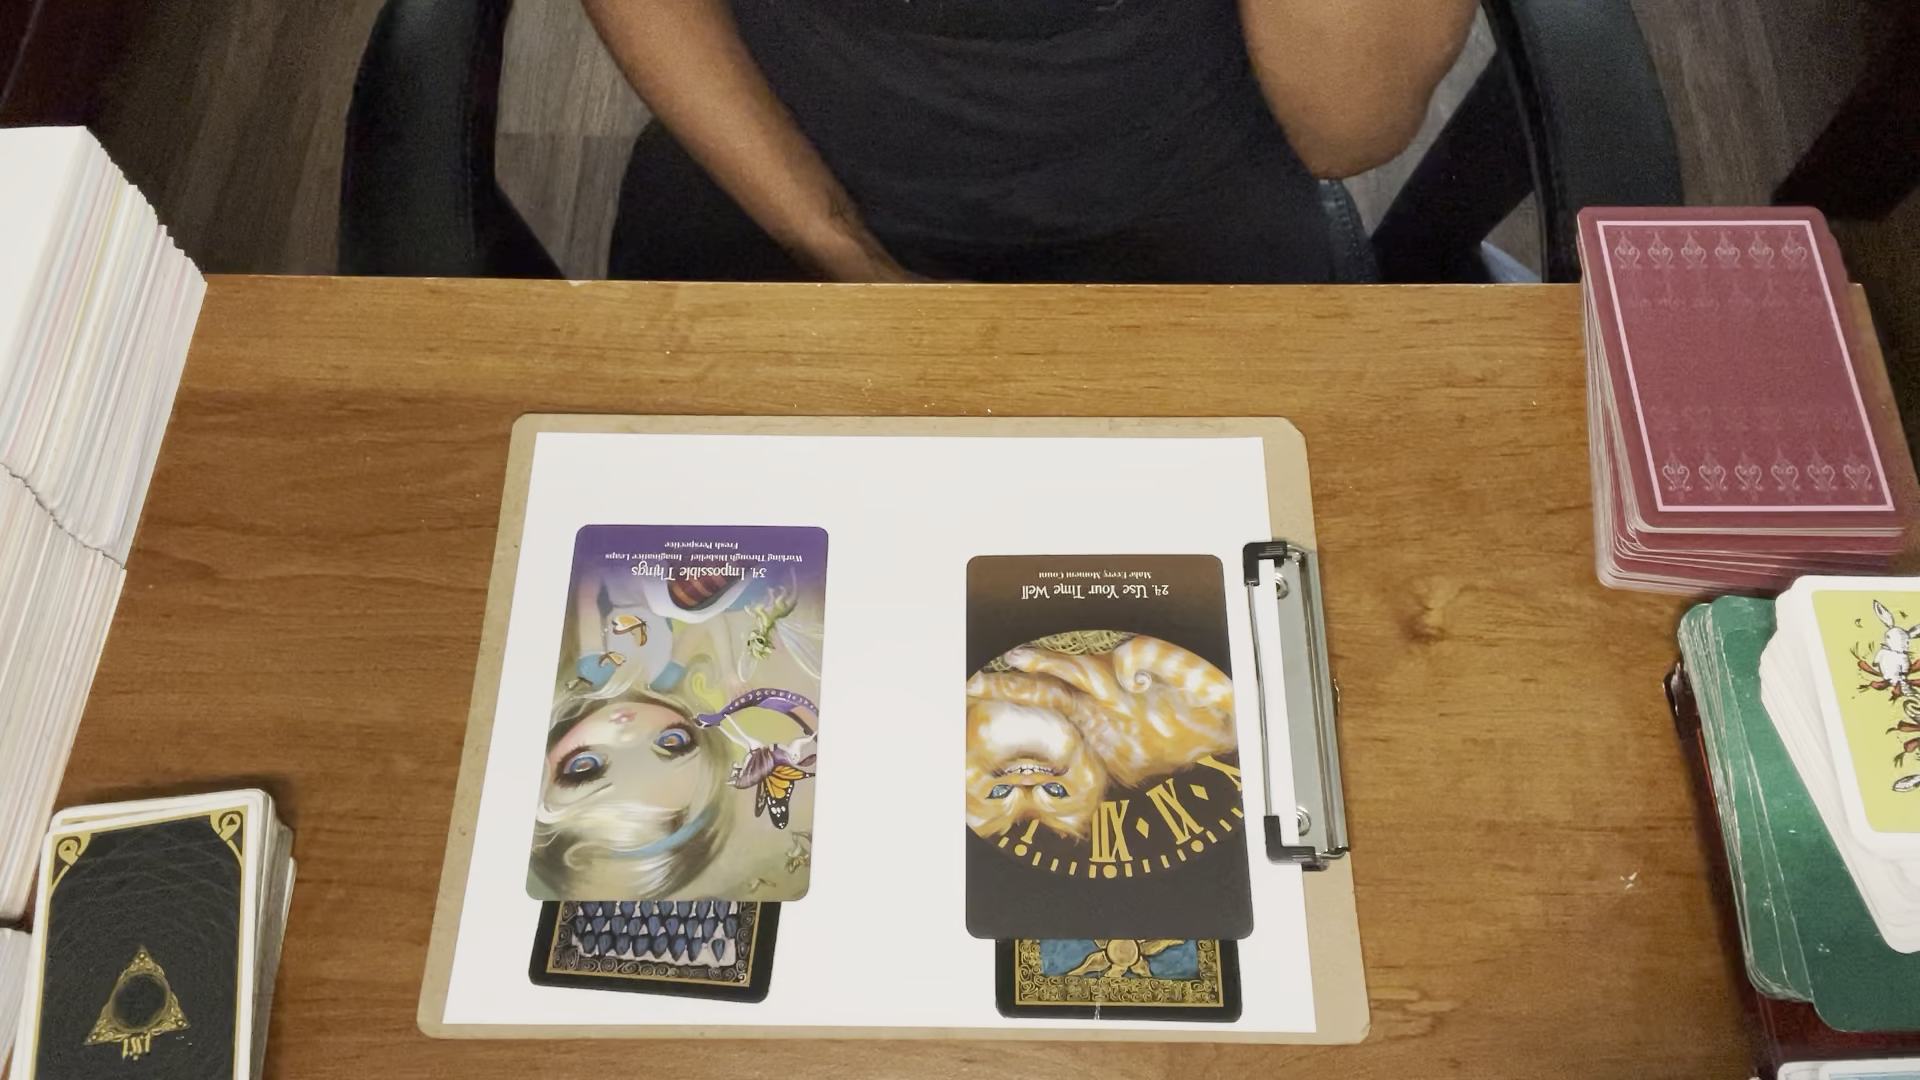 34. Impossible Things
Working Through Disbelief · Imaginative Leaps
Fresh Perspective
24. Use Your Time Well
Make Every Moment Count
I XII XI X